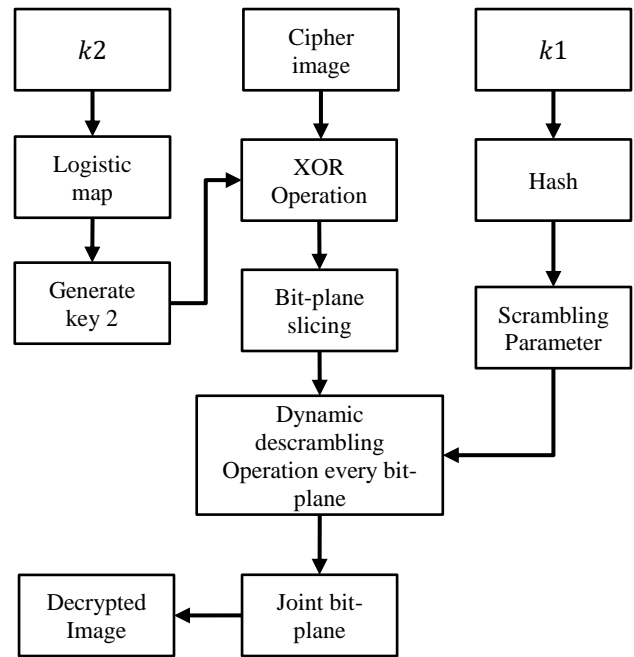 k2
Cipher
image
k1
Logistic
map
XOR
Operation
Hash
Generate
key 2
Bit-plane
slicing
Scrambling
Parameter
Dynamic
descrambling
Operation every bit-
plane
Decrypted
Image
Joint bit-
plane